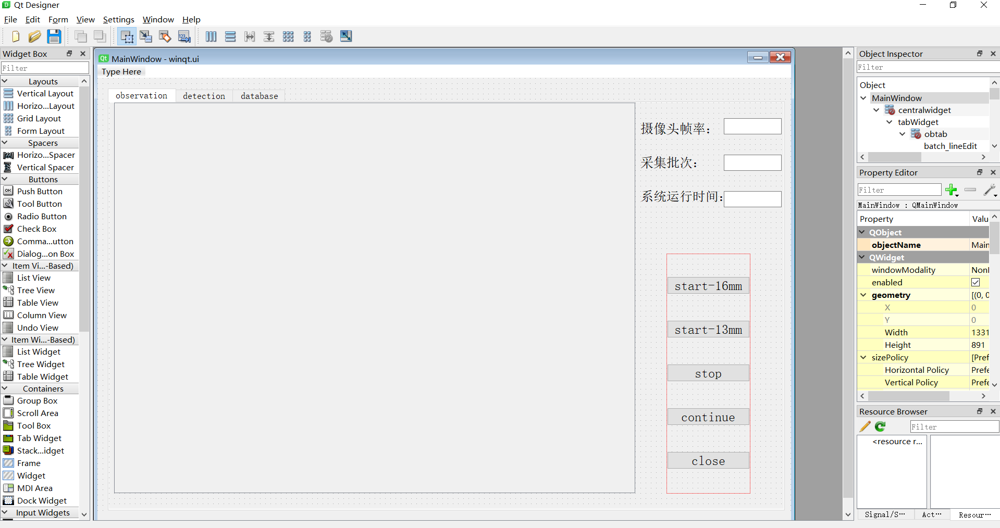 Qt Designer
File Edit Form View Settings Window Help
Widget Box
Filter
Layouts
Vertical Layout
Horizo...Layout
Grid Layout
Form Layout
Spacers
Horizo...Spacer
Vertical Spacer
Buttons
Push Button
Tool Button
Radio Button
Check Box
Comma...utton
Dialog...on Box
Item Vi...-Based)
List View
Tree View
Table View
Column View
Undo View
Item Wi...-Based)
List Widget
Tree Widget
Table Widget
Containers
Group Box
Scroll Area
Tool Box
Tab Widget
Stack...idget
Frame
Widget
MDI Area
Dock Widget
Input Widgets
MainWindow - winqt.ui
Type Here
observation detection database
摄像头帧率：
采集批次：
系统运行时间：
start-16mm
start-13mm
stop
continue
close
Object Inspector
Filter
Object
MainWindow
centralwidget
tabWidget
obtab
batch_lineEdit
Property Editor
Filter
MainWindow : QMainWindow
Property Valu
QObject
objectName Main
QWidget
windowModality Nonl
enabled
geometry [(0, 0
X 0
Y 0
Width 1331
Height 891
sizePolicy [Pref
Horizontal Policy Prefe
Vertical Policy Prefe
Resource Browser
Filter
<resource r...
Signal/S… Act… Resour…